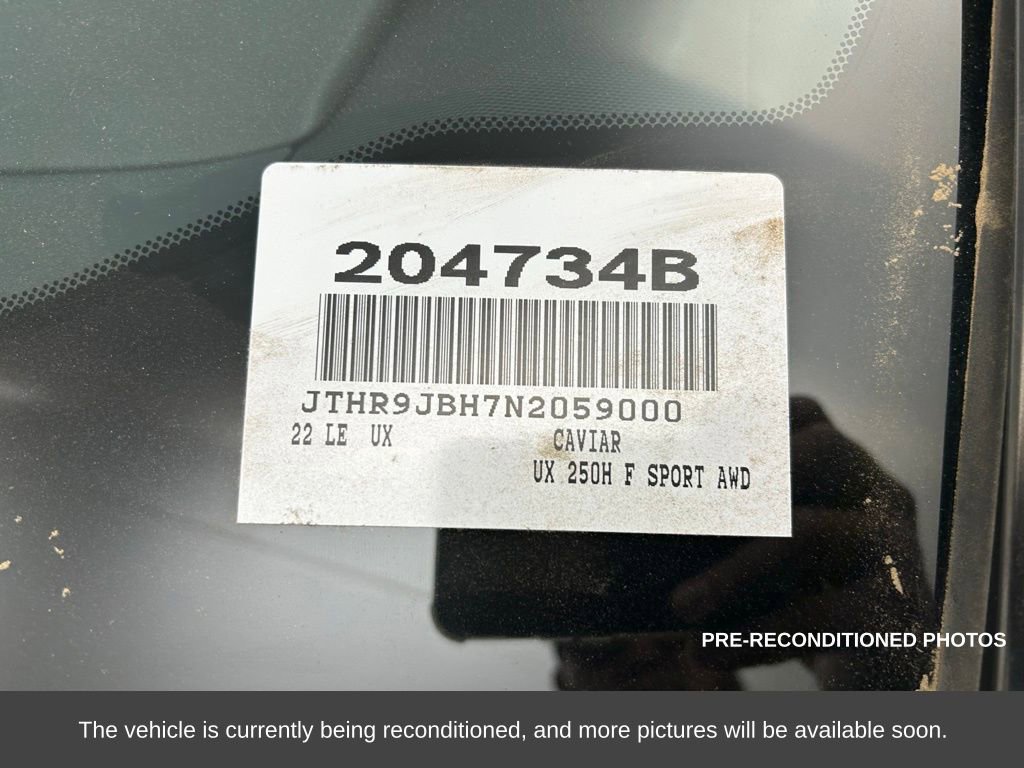 204734B
JTHR9JBH7N2059000
22 LE UX CAVIAR
UX 250H F SPORT AWD
PRE-RECONDITIONED PHOTOS
The vehicle is currently being reconditioned, and more pictures will be available soon.